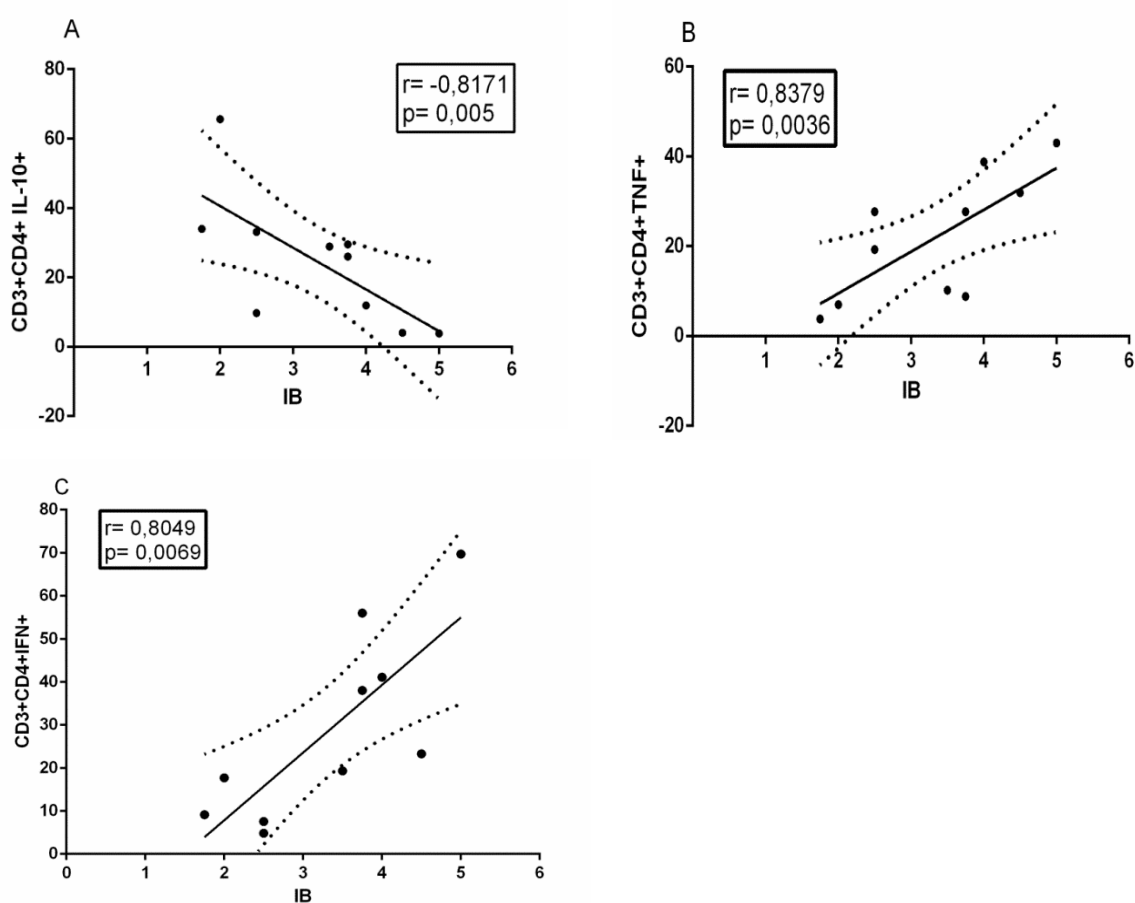 A
r= -0,8171
p= 0,005
CD3+CD4+ IL-10+
80
60
40
20
0
-20
1 2 3 4 5 6
IB
B
r= 0,8379
p= 0,0036
CD3+CD4+TNF+
60
40
20
0
-20
1 2 3 4 5 6
IB
C
r= 0,8049
p= 0,0069
CD3+CD4+IFN+
80
70
60
50
40
30
20
10
0
0 1 2 3 4 5 6
IB